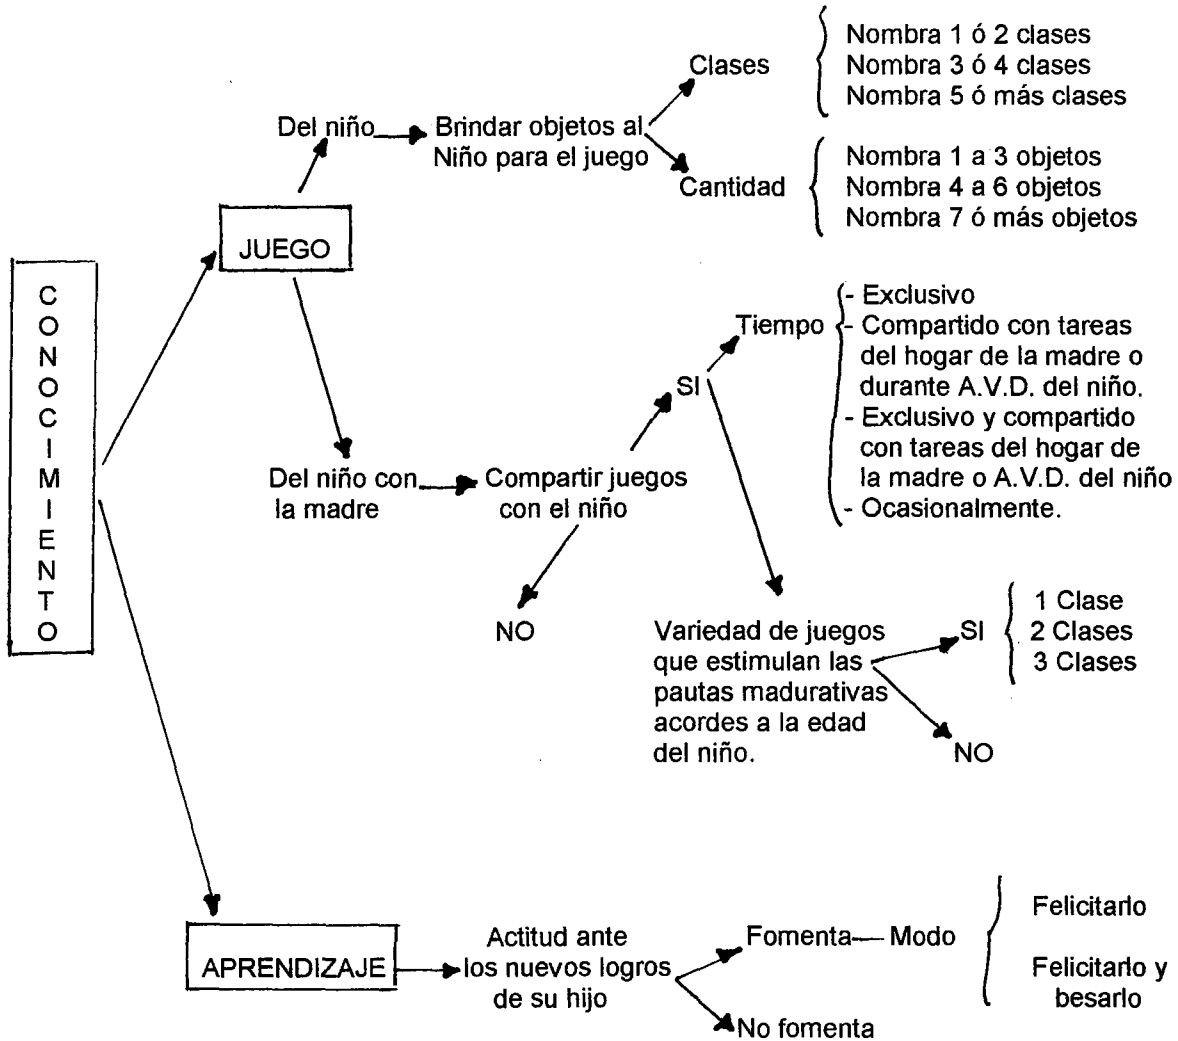 CONOCIMIENTO
JUEGO
Del niño
Brindar objetos al
Niño para el juego
Clases
Nombra 1 ó 2 clases
Nombra 3 ó 4 clases
Nombra 5 ó más clases
Cantidad
Nombra 1 a 3 objetos
Nombra 4 a 6 objetos
Nombra 7 ó más objetos
Del niño con
la madre
Compartir juegos
con el niño
SI
Tiempo
- Exclusivo
- Compartido con tareas
del hogar de la madre o
durante A.V.D. del niño.
- Exclusivo y compartido
con tareas del hogar de
la madre o A.V.D. del niño
- Ocasionalmente.
Variedad de juegos
que estimulan las
pautas madurativas
acordes a la edad
del niño.
SI
1 Clase
2 Clases
3 Clases
NO
NO
APRENDIZAJE
Actitud ante
los nuevos logros
de su hijo
Fomenta — Modo
Felicitarlo
Felicitarlo y
besarlo
No fomenta